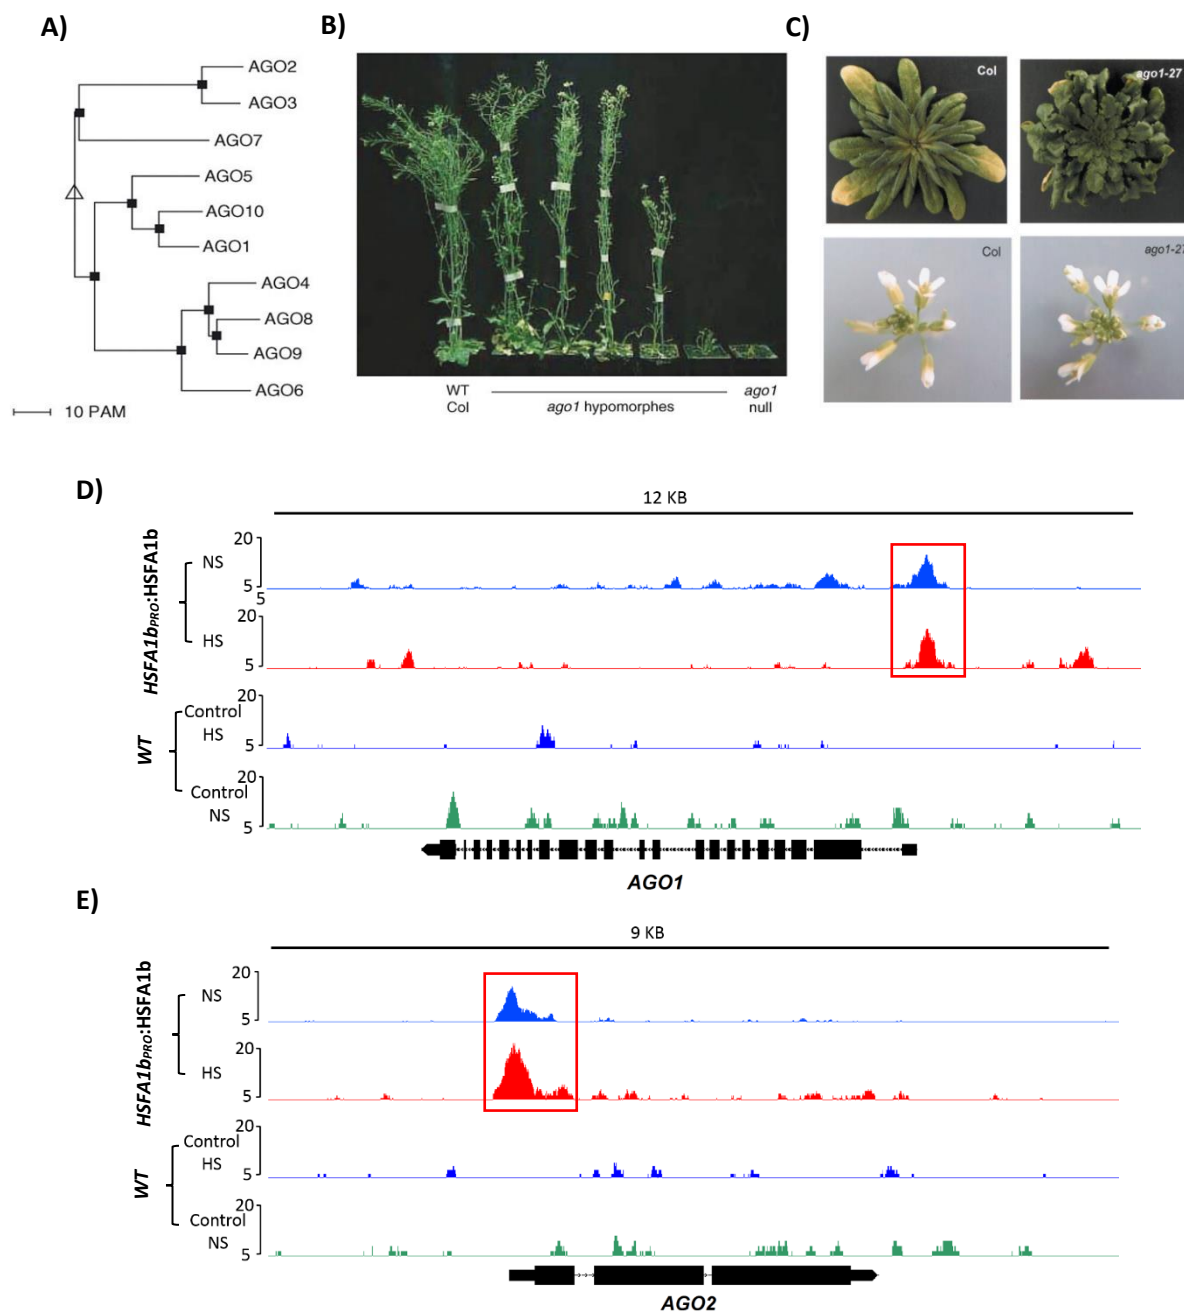 A)
AGO2
AGO3
AGO7
AGO5
AGO10
AGO1
AGO4
AGO8
AGO9
AGO6
10 PAM
B)
WT
Col
ago1 hypomorphes
ago1
null
C)
Col
ago1-27
Col
ago1-27
D)
12 KB
HSFA1bPRO:HSFA1b
NS
20
5
5
HS
20
5
WT
Control
HS
20
5
Control
NS
20
5
AGO1
E)
9 KB
HSFA1bPRO:HSFA1b
NS
20
5
HS
20
5
WT
Control
HS
20
5
Control
NS
20
5
AGO2